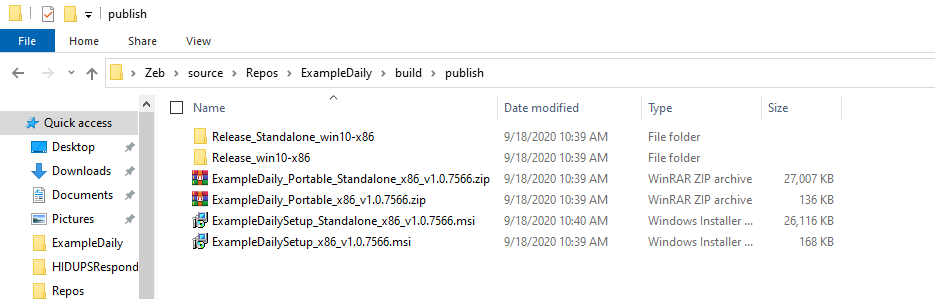 publish
File Home Share View
Zeb source Repos ExampleDaily build publish
Name Date modified Type Size
Quick access
Desktop
Downloads
Documents
Pictures
ExampleDaily
HIDUPSRespond
Repos
Release_Standalone_win10-x86 9/18/2020 10:39 AM File folder
Release_win10-x86 9/18/2020 10:39 AM File folder
ExampleDaily_Portable_Standalone_x86_v1.0.7566.zip 9/18/2020 10:39 AM WinRAR ZIP archive 27,007 KB
ExampleDaily_Portable_x86_v1.0.7566.zip 9/18/2020 10:39 AM WinRAR ZIP archive 136 KB
ExampleDailySetup_Standalone_x86_v1.0.7566.msi 9/18/2020 10:40 AM Windows Installer ... 26,116 KB
ExampleDailySetup_x86_v1.0.7566.msi 9/18/2020 10:39 AM Windows Installer ... 168 KB